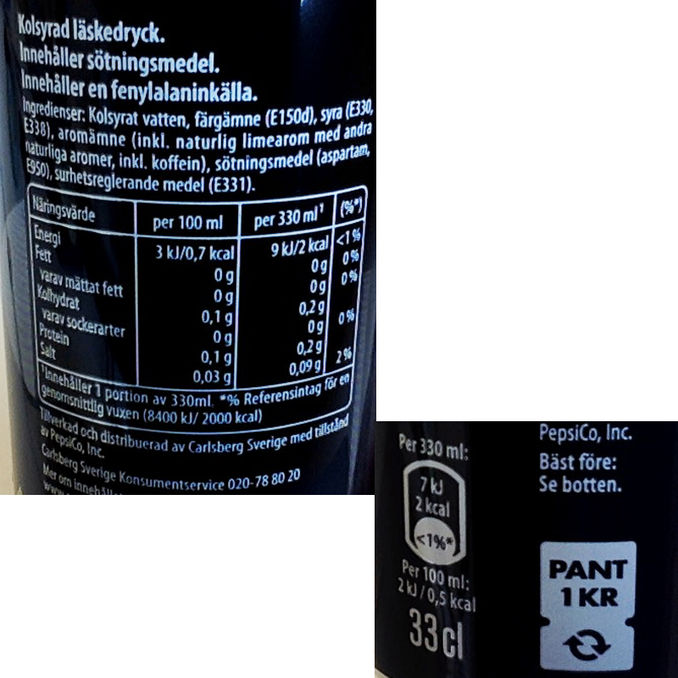 Kolsyrad läskedryck.
Innehåller sötningsmedel.
Innehåller en fenylalaninkälla.
Ingredienser: Kolsyrat vatten, färgämne (E150d), syra (E330,
E338), aromämne (inkl. naturlig limearom med andra
naturliga aromer, inkl. koffein), sötningsmedel (aspartam,
E950), surhetsreglerande medel (E331).
Näringsvärde per 100 ml per 330 ml¹ (%*)
Energi 3 kJ/0,7 kcal 9 kJ/2 kcal <1%
Fett 0 g 0 g 0%
varav mättat fett 0 g 0 g 0%
Kolhydrat 0,1 g 0,2 g
varav sockerarter 0 g 0 g 0%
Protein 0,1 g 0,2 g
Salt 0,03 g 0,09 g 2%
¹Innehåller 1 portion av 330ml. *% Referensintag för en
genomsnittlig vuxen (8400 kJ/ 2000 kcal)
Tillverkad och distribuerad av Carlsberg Sverige med tillstånd
av PepsiCo, Inc.
Carlsberg Sverige Konsumentservice 020-78 80 20
Mer om
Per 330 ml:
7 kJ
2 kcal
<1%*
Per 100 ml:
2 kJ / 0,5 kcal
33 cl
PepsiCo, Inc.
Bäst före:
Se botten.
PANT
1 KR